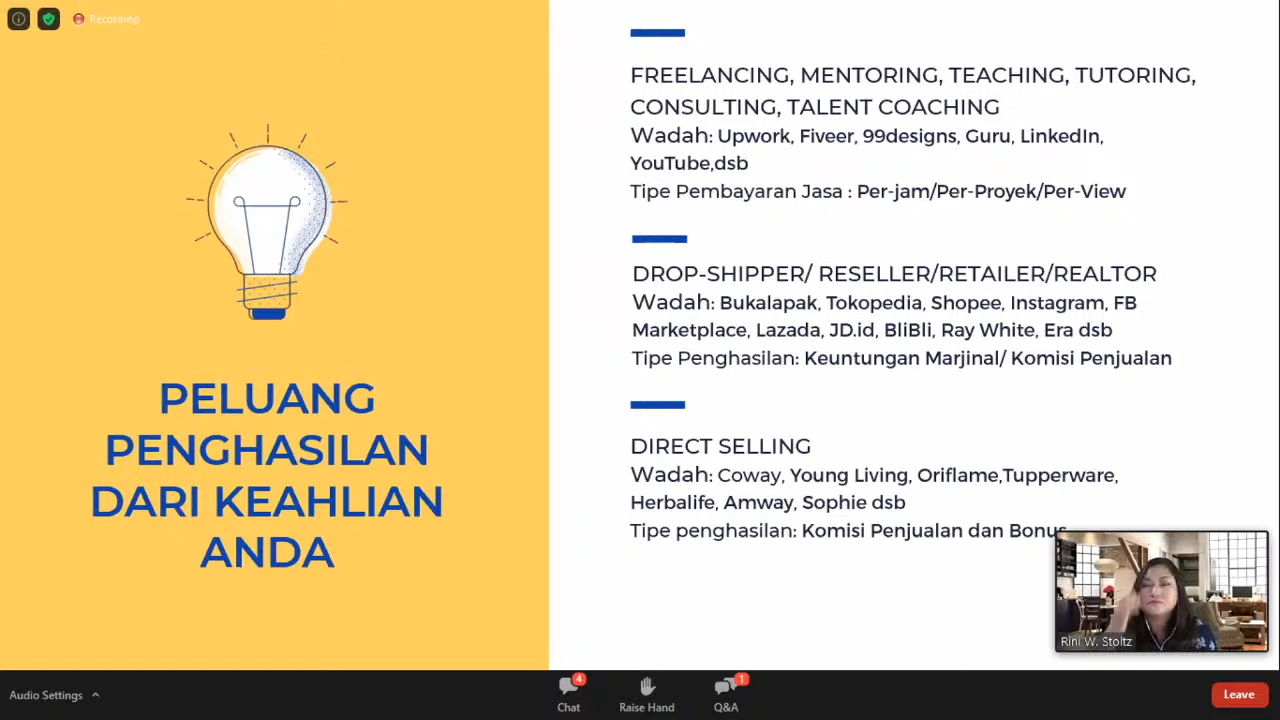 Recording
PELUANG
PENGHASILAN
DARI KEAHLIAN
ANDA
FREELANCING, MENTORING, TEACHING, TUTORING,
CONSULTING, TALENT COACHING
Wadah: Upwork, Fiveer, 99designs, Guru, LinkedIn,
YouTube,dsb
Tipe Pembayaran Jasa : Per-jam/Per-Proyek/Per-View
DROP-SHIPPER/ RESELLER/RETAILER/REALTOR
Wadah: Bukalapak, Tokopedia, Shopee, Instagram, FB
Marketplace, Lazada, JD.id, BliBli, Ray White, Era dsb
Tipe Penghasilan: Keuntungan Marjinal/ Komisi Penjualan
DIRECT SELLING
Wadah: Coway, Young Living, Oriflame,Tupperware,
Herbalife, Amway, Sophie dsb
Tipe penghasilan: Komisi Penjualan dan Bonus
Rini W. Stoltz
Audio Settings
4
Chat
Raise Hand
1
Q&A
Leave